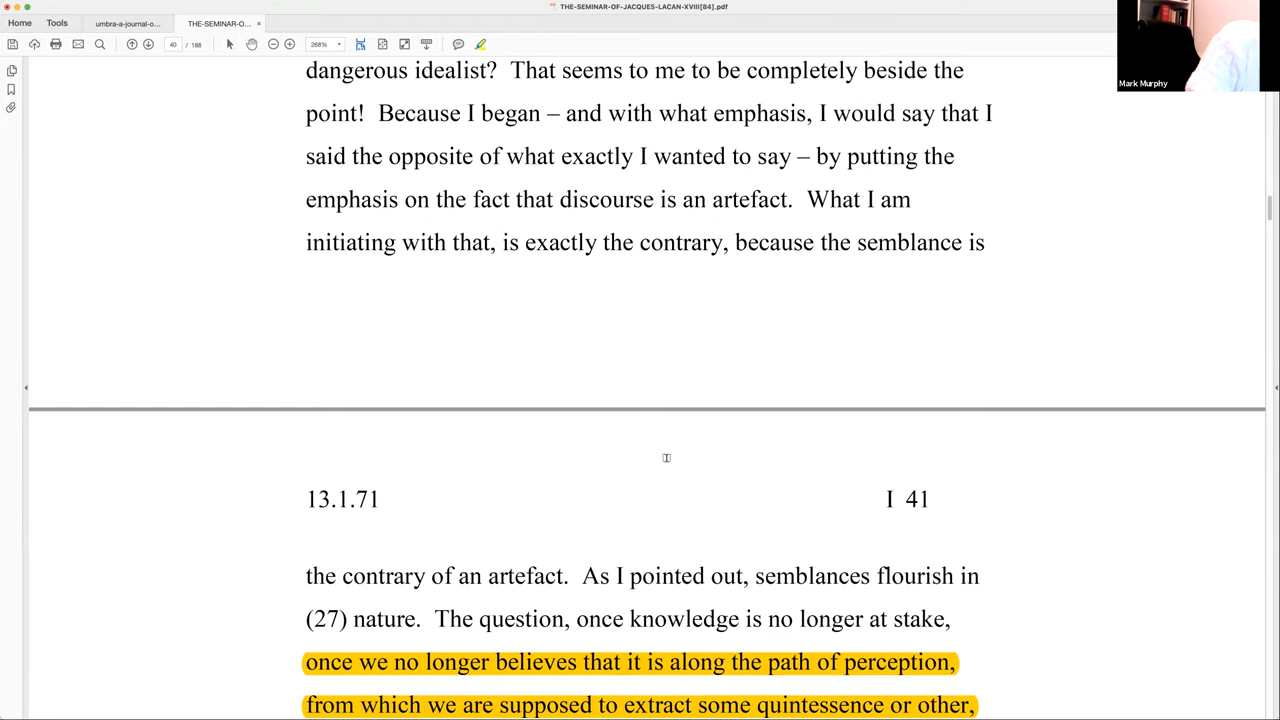 THE-SEMINAR-OF-JACQUES-LACAN-XVIII[84].pdf
Home Tools umbra-a-journal-o... THE-SEMINAR-O... ×
40 / 188 268%
Mark Murphy
dangerous idealist? That seems to me to be completely beside the
point! Because I began – and with what emphasis, I would say that I
said the opposite of what exactly I wanted to say – by putting the
emphasis on the fact that discourse is an artefact. What I am
initiating with that, is exactly the contrary, because the semblance is
13.1.71 I 41
the contrary of an artefact. As I pointed out, semblances flourish in
(27) nature. The question, once knowledge is no longer at stake,
once we no longer believes that it is along the path of perception,
from which we are supposed to extract some quintessence or other,